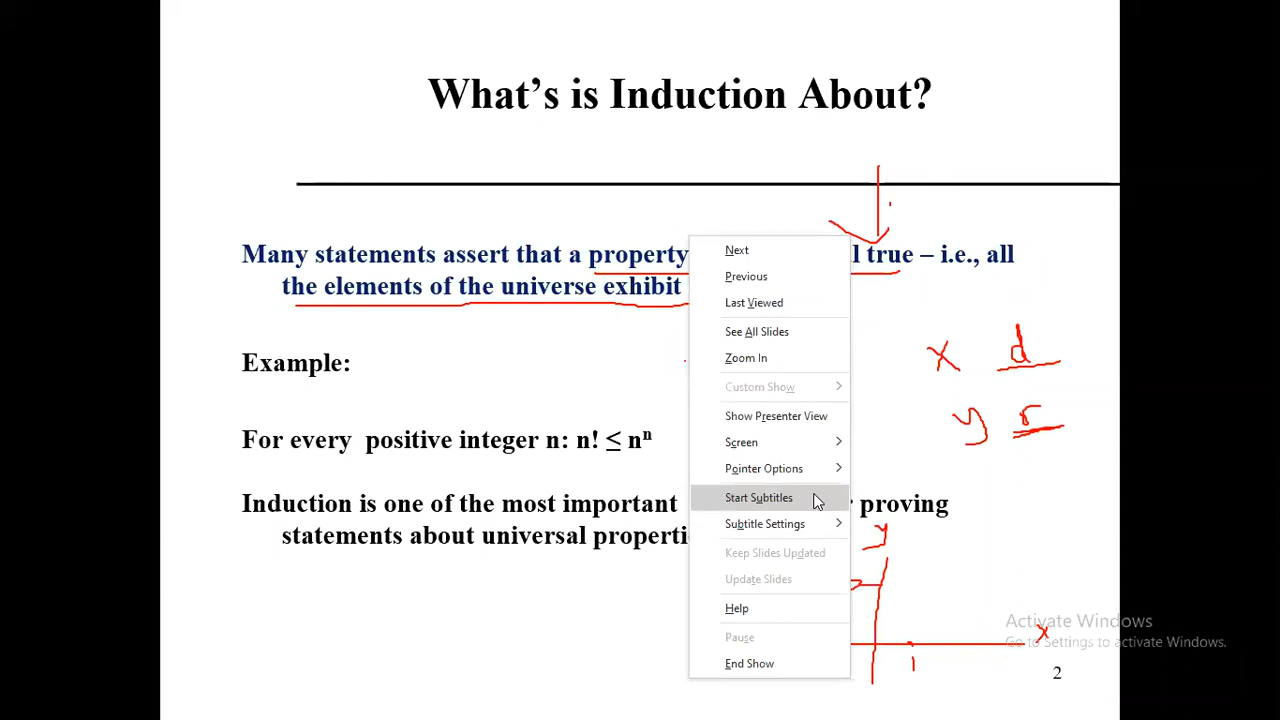 What's is Induction About?
Many statements assert that a property l true – i.e., all
the elements of the universe exhibit
Example:
For every positive integer n: n! ≤ nⁿ
Induction is one of the most important proving
statements about universal
Next
Previous
Last Viewed
See All Slides
Zoom In
Custom Show
Show Presenter View
Screen
Pointer Options
Start Subtitles
Subtitle Settings
Keep Slides Updated
Update Slides
Help
Pause
End Show
x d
y r
y
x
1
Activate Windows
Go to Settings to activate Windows.
2